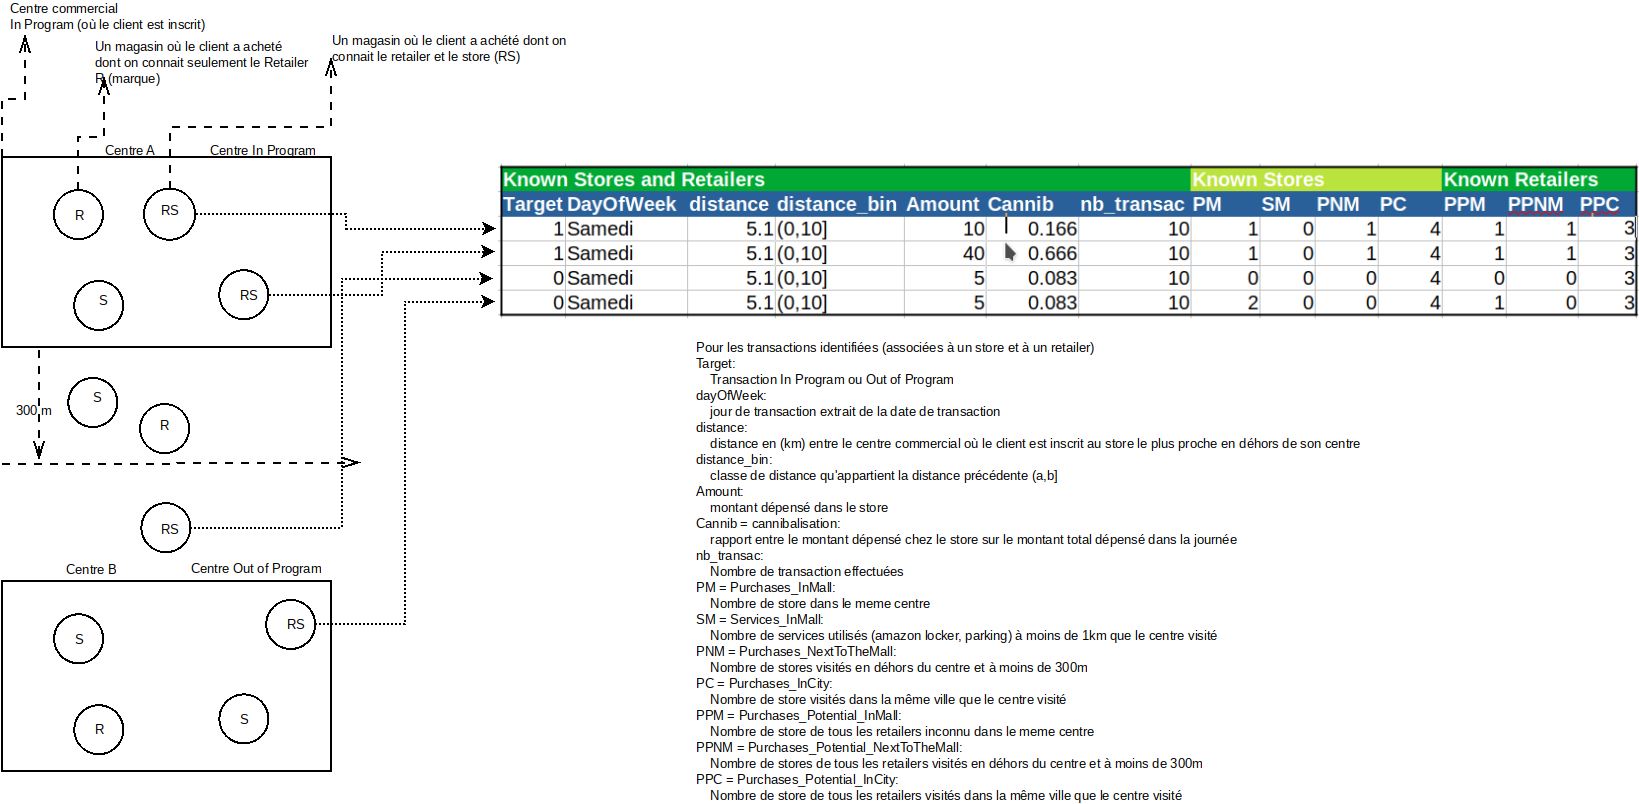 Centre commercial
In Program (où le client est inscrit)
Un magasin où le client a acheté
dont on connait seulement le Retailer
R (marque)
Un magasin où le client a achété dont on
connait le retailer et le store (RS)
Centre A
Centre In Program
R
RS
S
RS
300 m
S
R
RS
Centre B
Centre Out of Program
S
RS
R
S
Known Stores and Retailers Known Stores Known Retailers
Target DayOfWeek distance distance_bin Amount Cannib nb_transac PM SM PNM PC PPM PPNM PPC
1 Samedi 5.1 (0,10] 10 0.166 10 1 0 1 4 1 1 3
1 Samedi 5.1 (0,10] 40 0.666 10 1 0 1 4 1 1 3
0 Samedi 5.1 (0,10] 5 0.083 10 0 0 0 4 0 0 3
0 Samedi 5.1 (0,10] 5 0.083 10 2 0 0 4 1 0 3
Pour les transactions identifiées (associées à un store et à un retailer)
Target:
Transaction In Program ou Out of Program
dayOfWeek:
jour de transaction extrait de la date de transaction
distance:
distance en (km) entre le centre commercial où le client est inscrit au store le plus proche en déhors de son centre
distance_bin:
classe de distance qu'appartient la distance précédente (a,b]
Amount:
montant dépensé dans le store
Cannib = cannibalisation:
rapport entre le montant dépensé chez le store sur le montant total dépensé dans la journée
nb_transac:
Nombre de transaction effectuées
PM = Purchases_InMall:
Nombre de store dans le meme centre
SM = Services_InMall:
Nombre de services utilisés (amazon locker, parking) à moins de 1km que le centre visité
PNM = Purchases_NextToTheMall:
Nombre de stores visités en déhors du centre et à moins de 300m
PC = Purchases_InCity:
Nombre de store visités dans la même ville que le centre visité
PPM = Purchases_Potential_InMall:
Nombre de store de tous les retailers inconnu dans le meme centre
PPNM = Purchases_Potential_NextToTheMall:
Nombre de stores de tous les retailers visités en déhors du centre et à moins de 300m
PPC = Purchases_Potential_InCity:
Nombre de store de tous les retailers visités dans la même ville que le centre visité